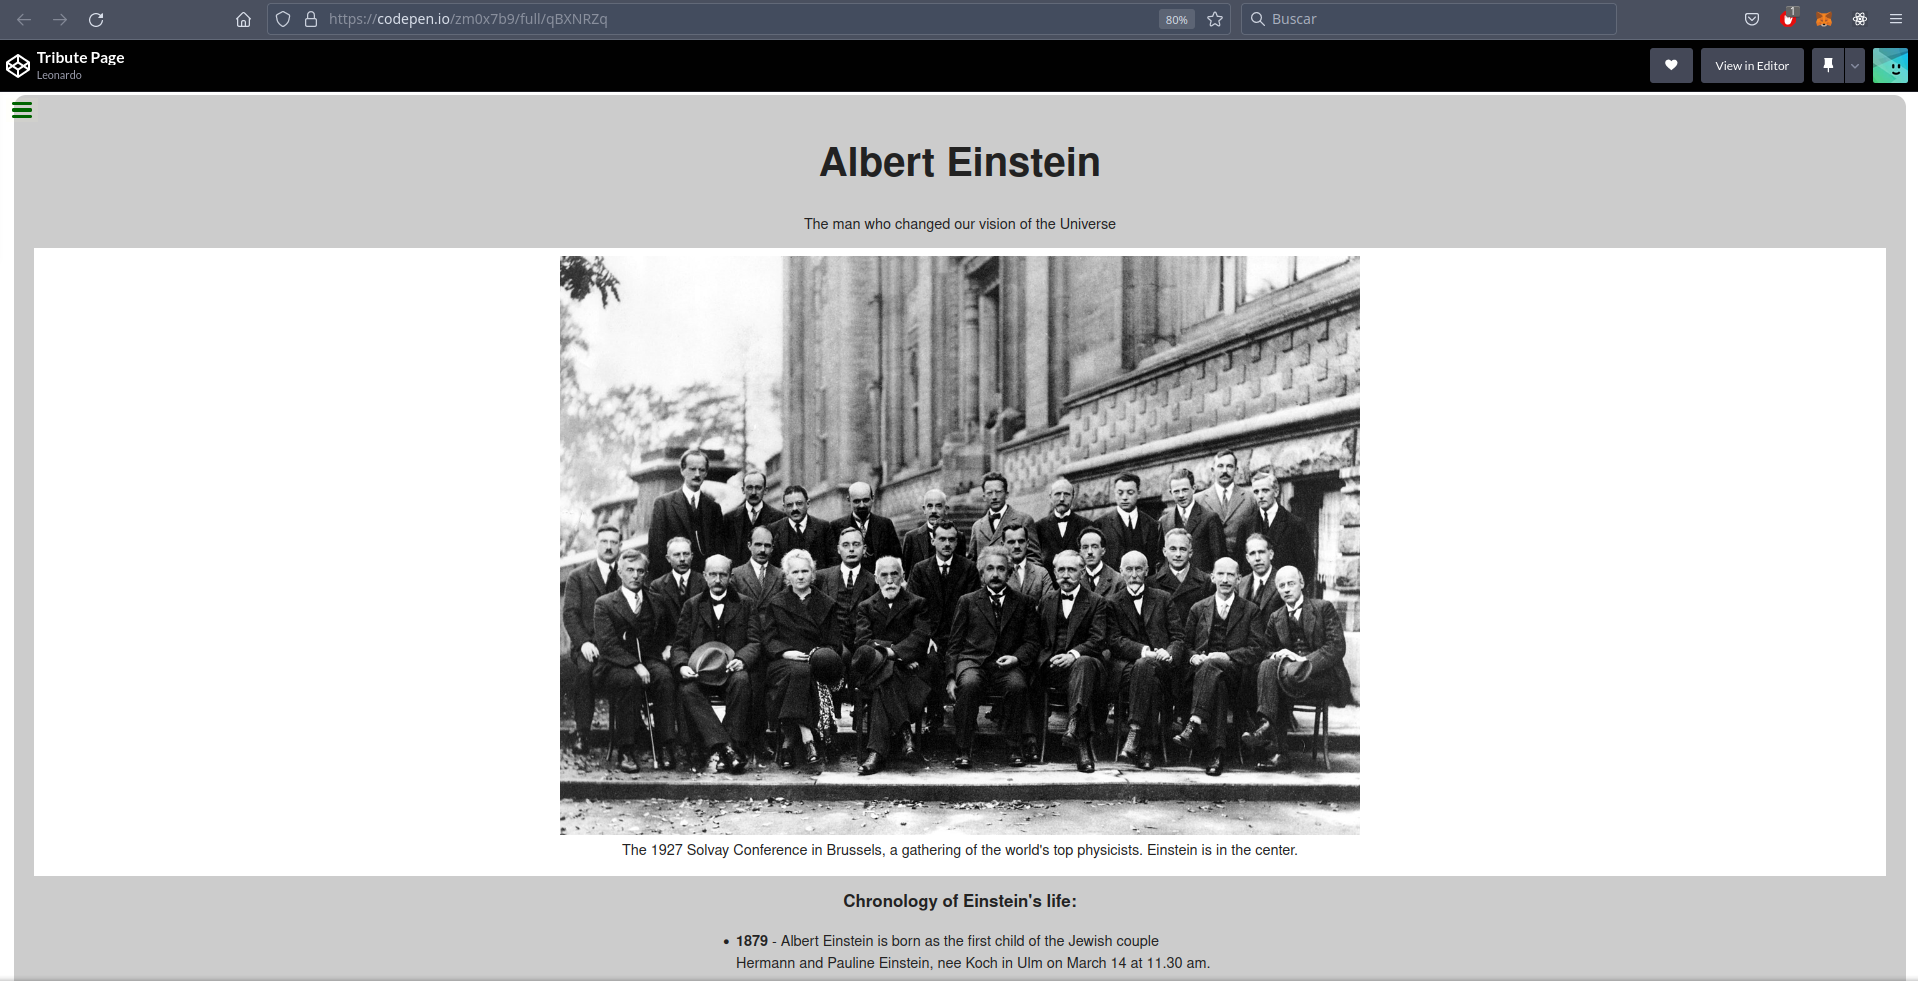 https://codepen.io/zm0x7b9/full/qBXNRZq
80%
Buscar
1
Tribute Page
Leonardo
View in Editor
Albert Einstein
The man who changed our vision of the Universe
The 1927 Solvay Conference in Brussels, a gathering of the world's top physicists. Einstein is in the center.
Chronology of Einstein's life:
• 1879 - Albert Einstein is born as the first child of the Jewish couple
Hermann and Pauline Einstein, nee Koch in Ulm on March 14 at 11.30 am.